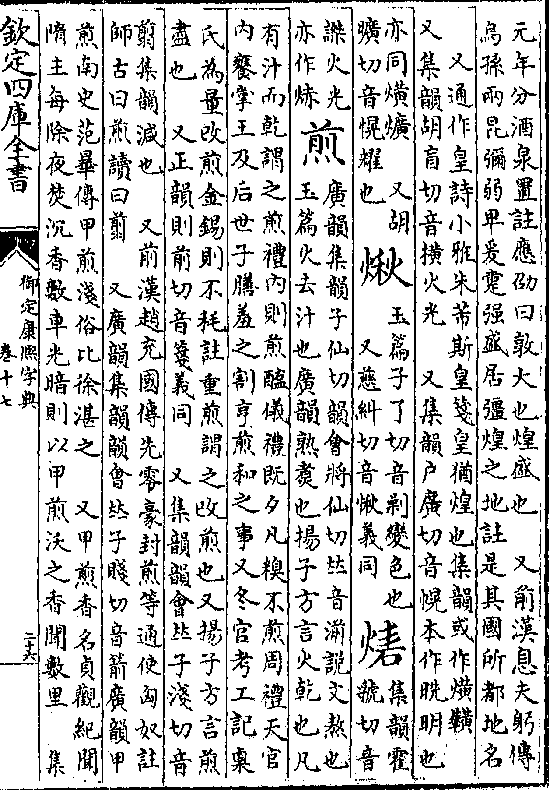 元年分酒泉置註應劭曰敦大也煌盛也　又前漢息夫躬傳
烏孫兩昆彌弱卑爰疐强盛居彊煌之地註是其國所都地名
又通作皇詩小雅朱芾斯皇箋皇猶煌也集韻或作熿韹
又集韻胡盲切音横火光　又集韻户廣切音幌本作晄明也
亦同熿爌　又胡
曠切音愰耀也
煍
玉篇子了切音剿變色也
又慈糾切音愀義同
集韻霍
虢切音
謋火光
亦作焃
煎
廣韻集韻子仙切韻會將仙切𠀤音湔說文熬也
玉篇火去汁也廣韻熟煑也揚子方言火乾也凡
有汁而乾謂之煎禮內則煎醢儀禮既夕凡糗不煎周禮天官
內饔掌王及后世子膳羞之割亨煎和之事又冬官考工記㮚
氏為量改煎金錫則不耗註重煎謂之改煎也又揚子方言煎
盡也　又正韻則前切音箋義同　又集韻韻會𠀤子淺切音
翦集韻減也　又前漢趙充國傳先零豪封煎等通使匈奴註
師古曰煎讀曰翦　又廣韻集韻韻會𠀤子賤切音箭廣韻甲
煎南史范曄傳甲煎淺俗比徐湛之　又甲煎香名貞觀紀聞
隋主每除夜焚沉香數車光暗則以甲煎沃之香聞數里　集
欽定四庫全書
御定康熙字典
卷十七
二十六